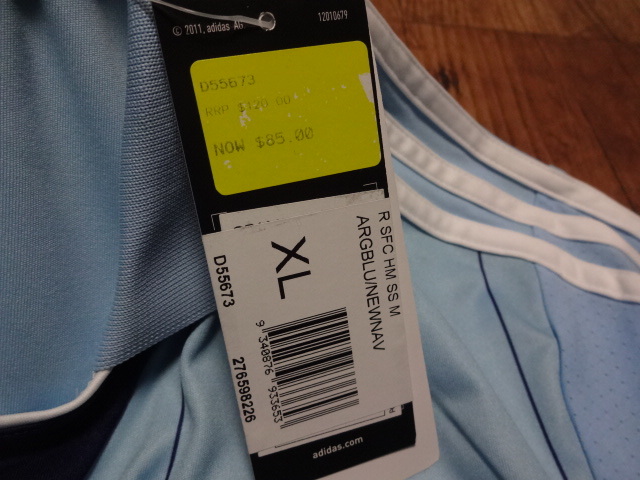 © 2011, adidas AG
12010679
D55673
RRP $120.00
NOW $85.00
XL
R SFC HM SS M
ARGBLU/NEWNAV
D55673
276598226
9 340876 933653
R
adidas.com